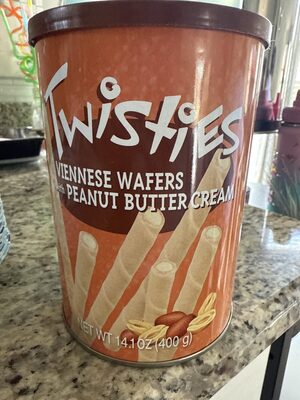 Twisties
VIENNESE WAFERS
with PEANUT BUTTER CREAM
NET WT 14.1 OZ (400 g)